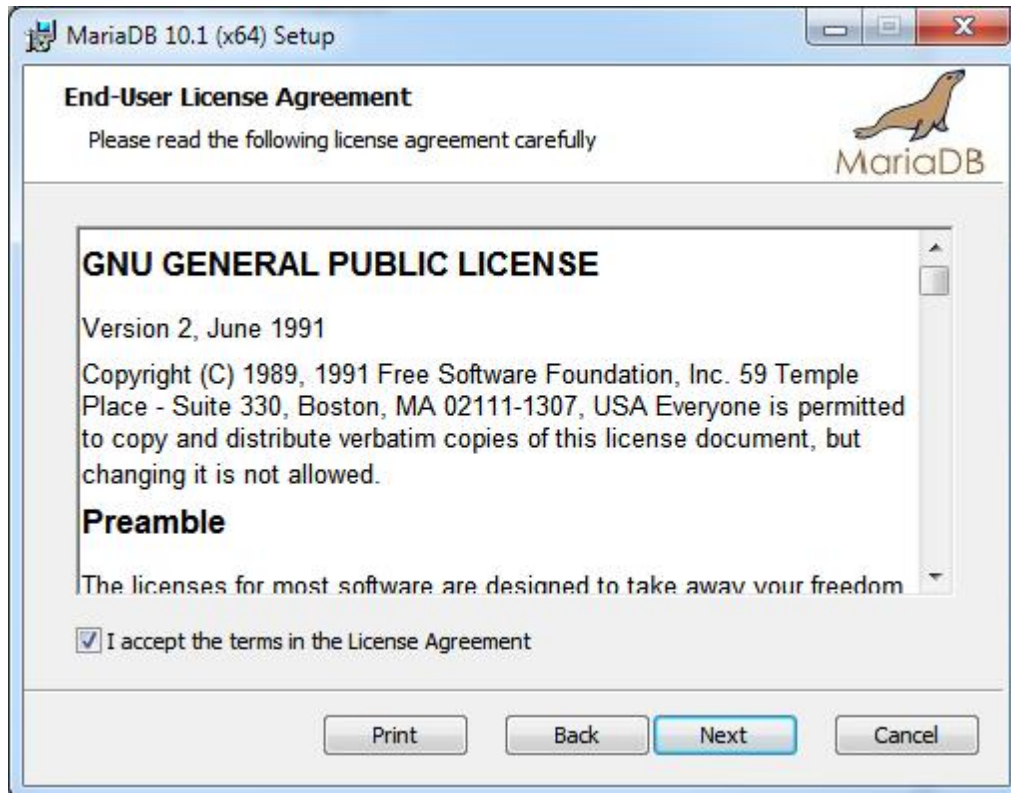 MariaDB 10.1 (x64) Setup
End-User License Agreement
Please read the following license agreement carefully
MariaDB
GNU GENERAL PUBLIC LICENSE
Version 2, June 1991
Copyright (C) 1989, 1991 Free Software Foundation, Inc. 59 Temple
Place - Suite 330, Boston, MA 02111-1307, USA Everyone is permitted
to copy and distribute verbatim copies of this license document, but
changing it is not allowed.
Preamble
The licenses for most software are designed to take away your freedom
I accept the terms in the License Agreement
Print Back Next Cancel